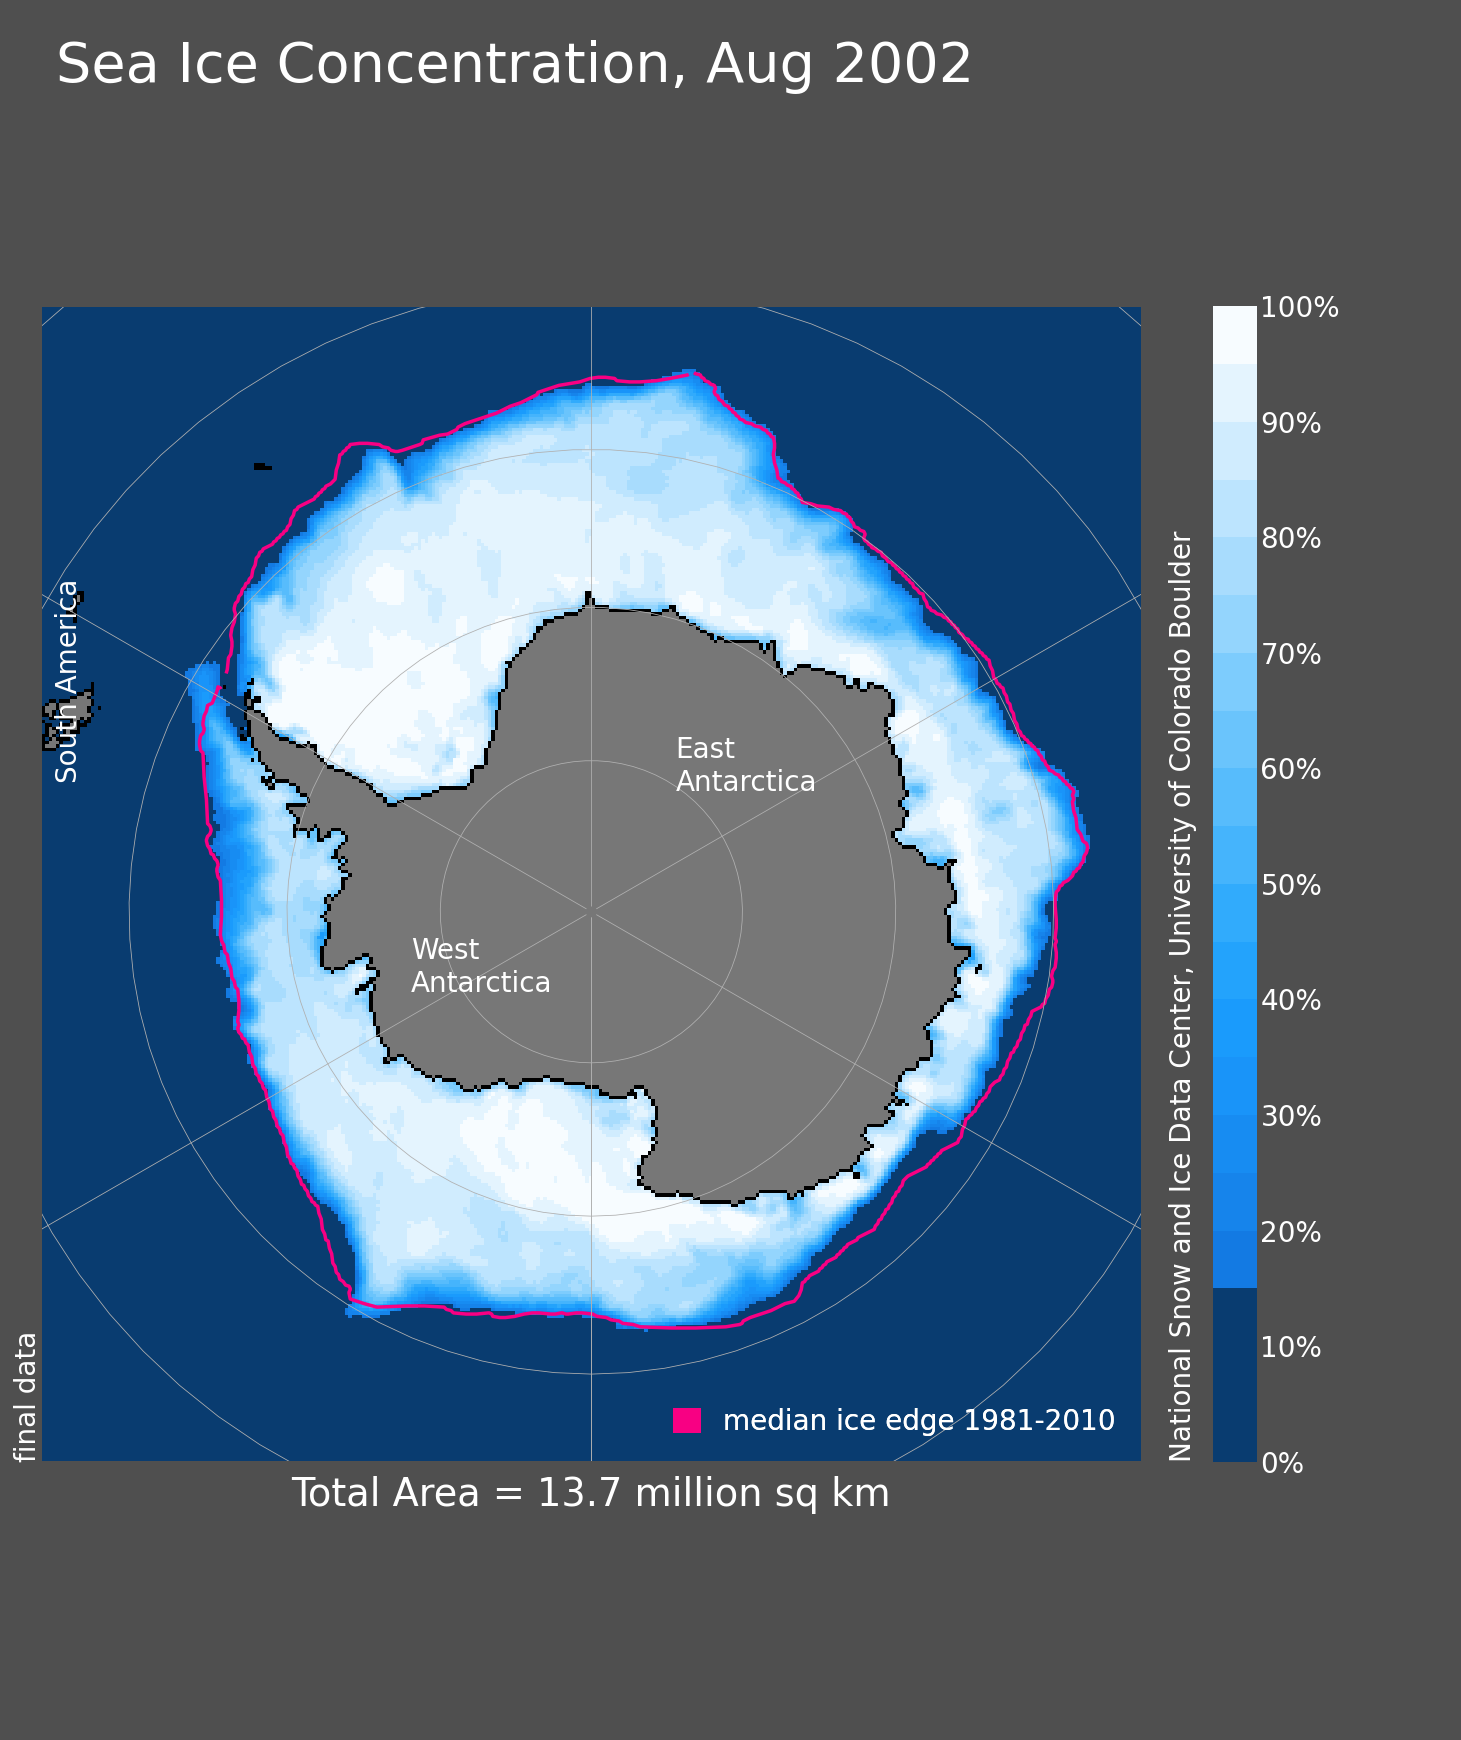 Sea Ice Concentration, Aug 2002
South America
East
Antarctica
West
Antarctica
median ice edge 1981-2010
final data
Total Area = 13.7 million sq km
National Snow and Ice Data Center, University of Colorado Boulder
100%
90%
80%
70%
60%
50%
40%
30%
20%
10%
0%